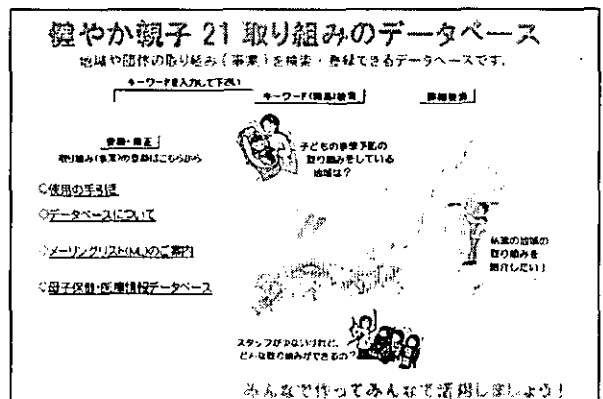 健やか親子 21 取り組みのデータベース
地域や団体の取り組み（事業）を検索・登録できるデータベースです。
キーワードを入力して下さい
キーワード(簡易)検索
詳細検索
登録・修正
取り組み(事業)の登録はこちらから
子どもの事故予防の
取り組みをしている
地域は？
◇使用の手引き
◇データベースについて
◇メーリングリスト(ML)のご案内
◇母子保健・医療情報データベース
私達の地域の
取り組みを
紹介したい！
スタッフが少ないけれど、
どんな取り組みができるの？
みんなで作ってみんなで活用しましょう！